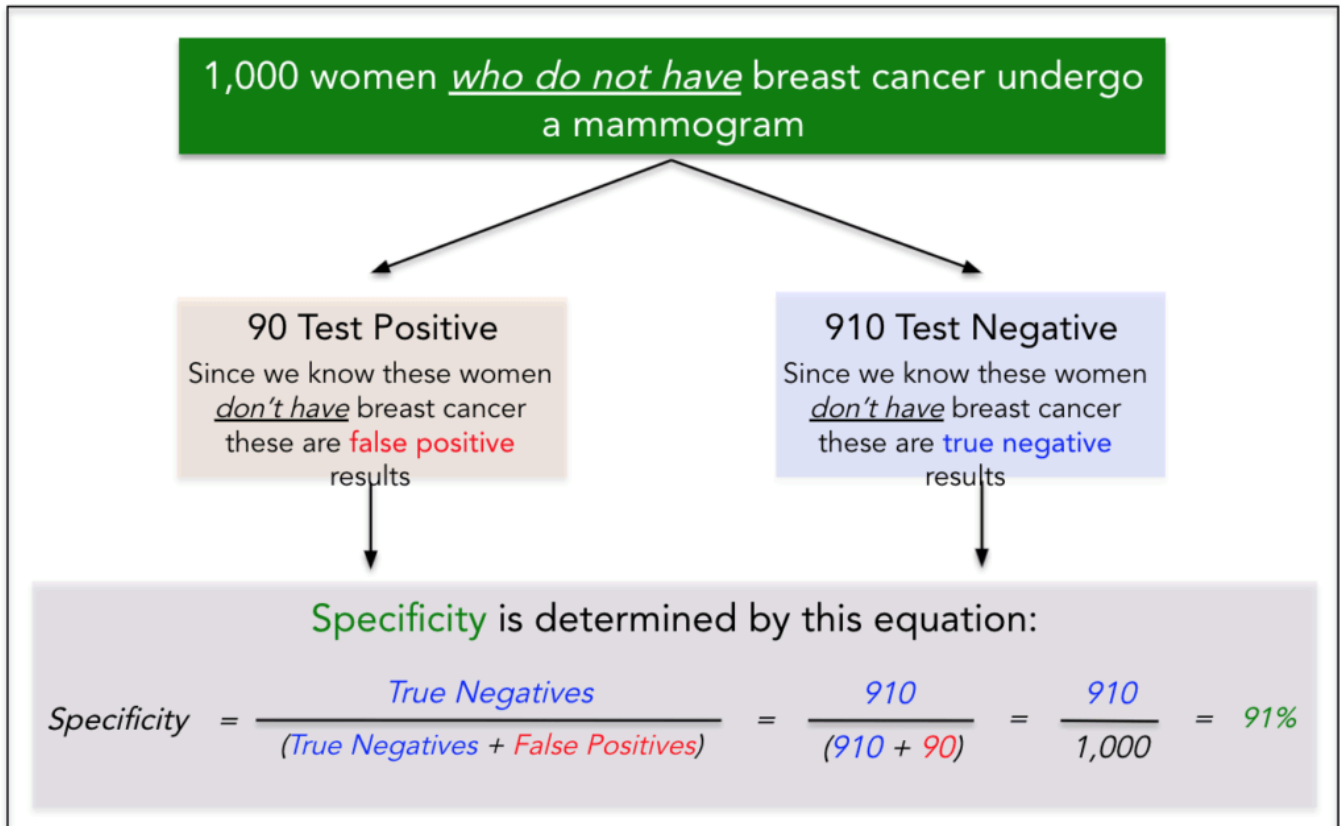 1,000 women who do not have breast cancer undergo
a mammogram
90 Test Positive
Since we know these women
don't have breast cancer
these are false positive
results
910 Test Negative
Since we know these women
don't have breast cancer
these are true negative
results
Specificity is determined by this equation:
Specificity = True Negatives / (True Negatives + False Positives) = 910 / (910 + 90) = 910 / 1,000 = 91%